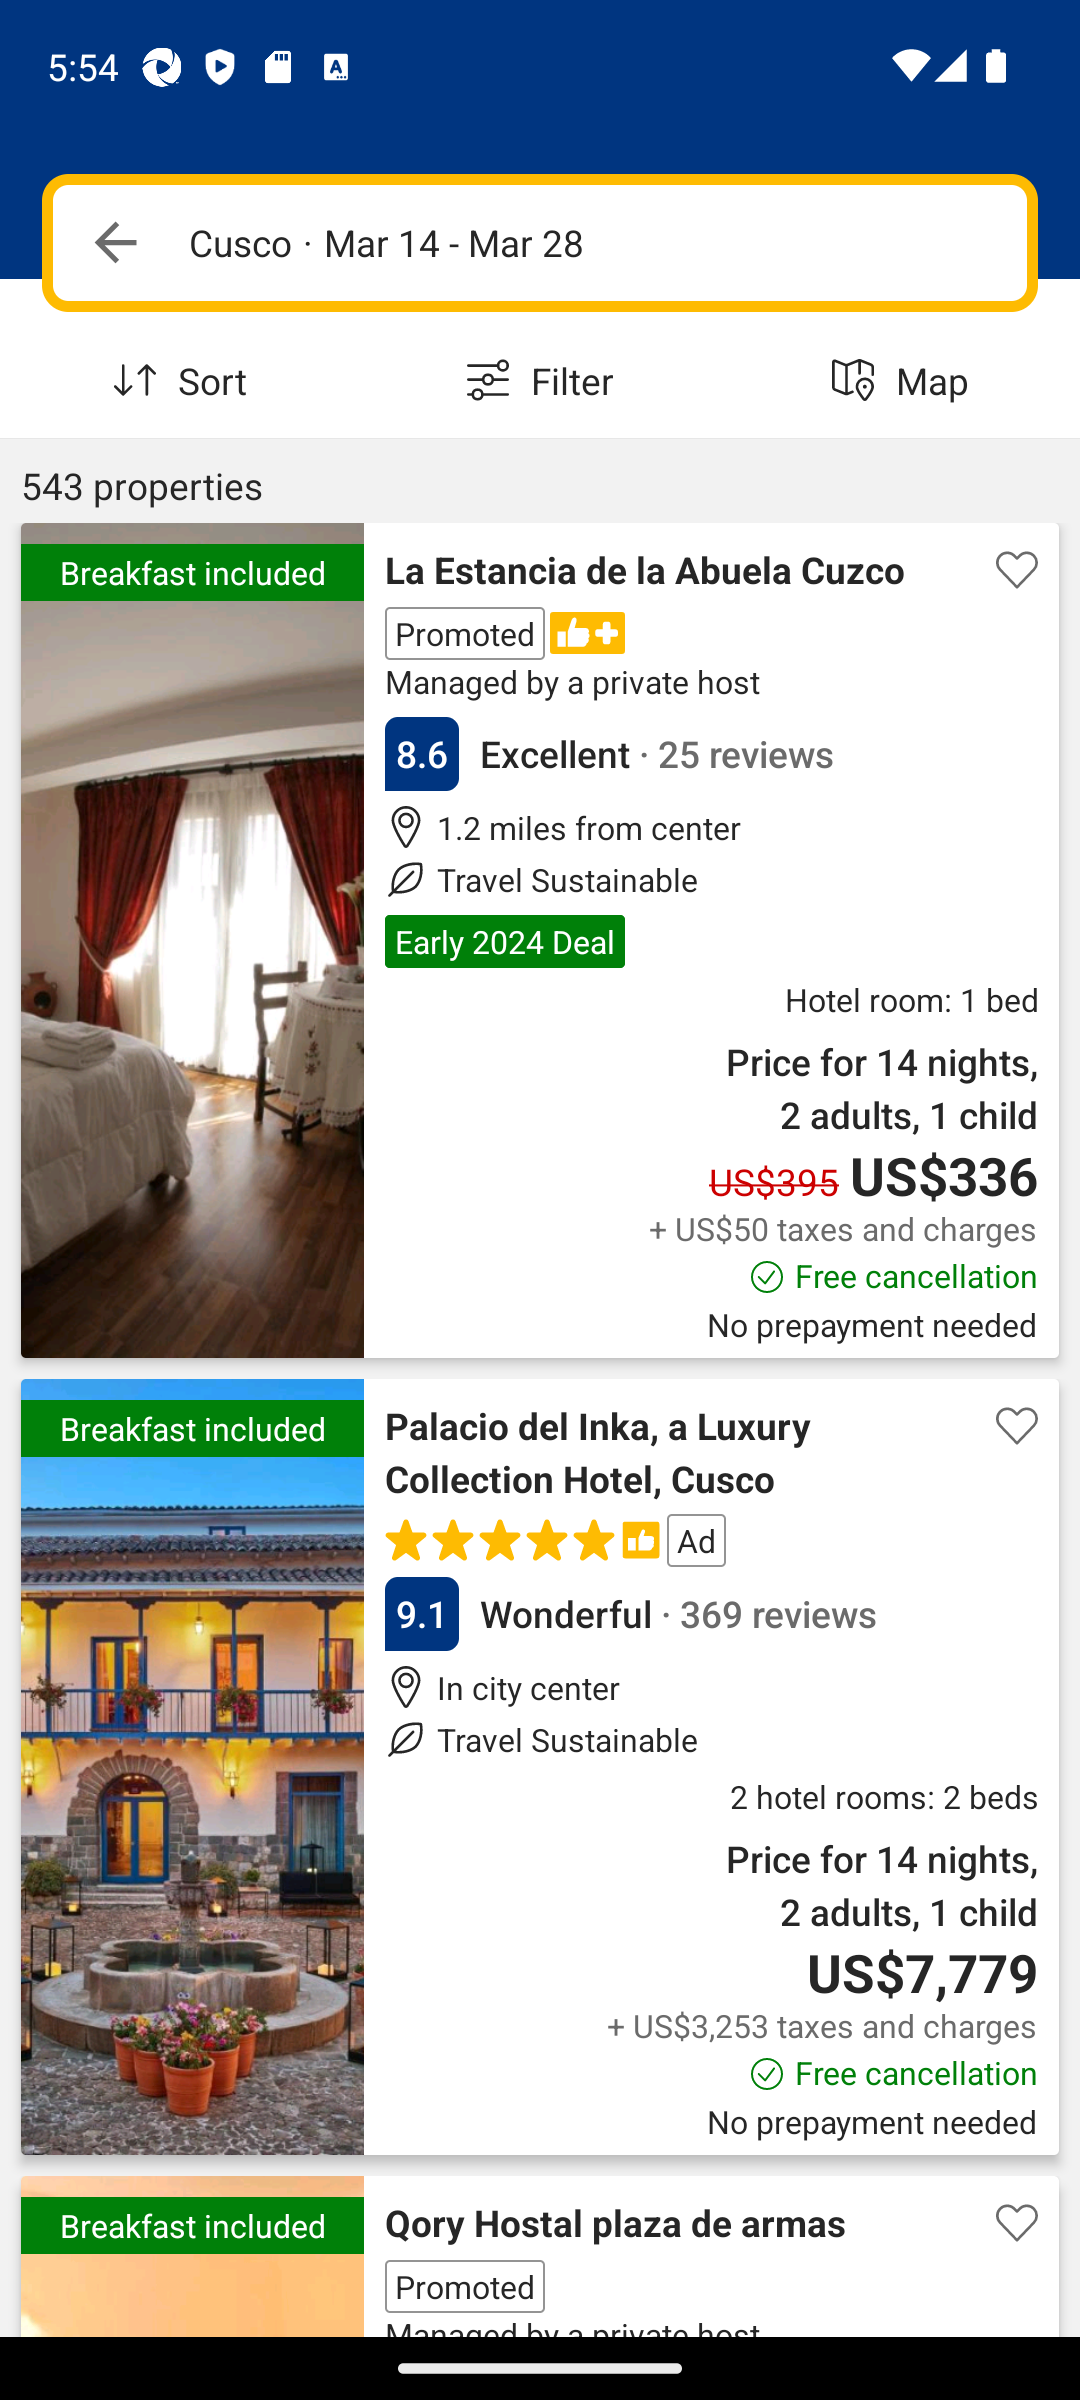 5:54
Cusco · Mar 14 - Mar 28
Sort
Filter
Map
543 properties
Breakfast included
La Estancia de la Abuela Cuzco
Promoted
Managed by a private host
8.6 Excellent · 25 reviews
1.2 miles from center
Travel Sustainable
Early 2024 Deal
Hotel room: 1 bed
Price for 14 nights,
2 adults, 1 child
US$395 US$336
+ US$50 taxes and charges
Free cancellation
No prepayment needed
Breakfast included
Palacio del Inka, a Luxury
Collection Hotel, Cusco
Ad
9.1 Wonderful · 369 reviews
In city center
Travel Sustainable
2 hotel rooms: 2 beds
Price for 14 nights,
2 adults, 1 child
US$7,779
+ US$3,253 taxes and charges
Free cancellation
No prepayment needed
Breakfast included
Qory Hostal plaza de armas
Promoted
Managed by a private host